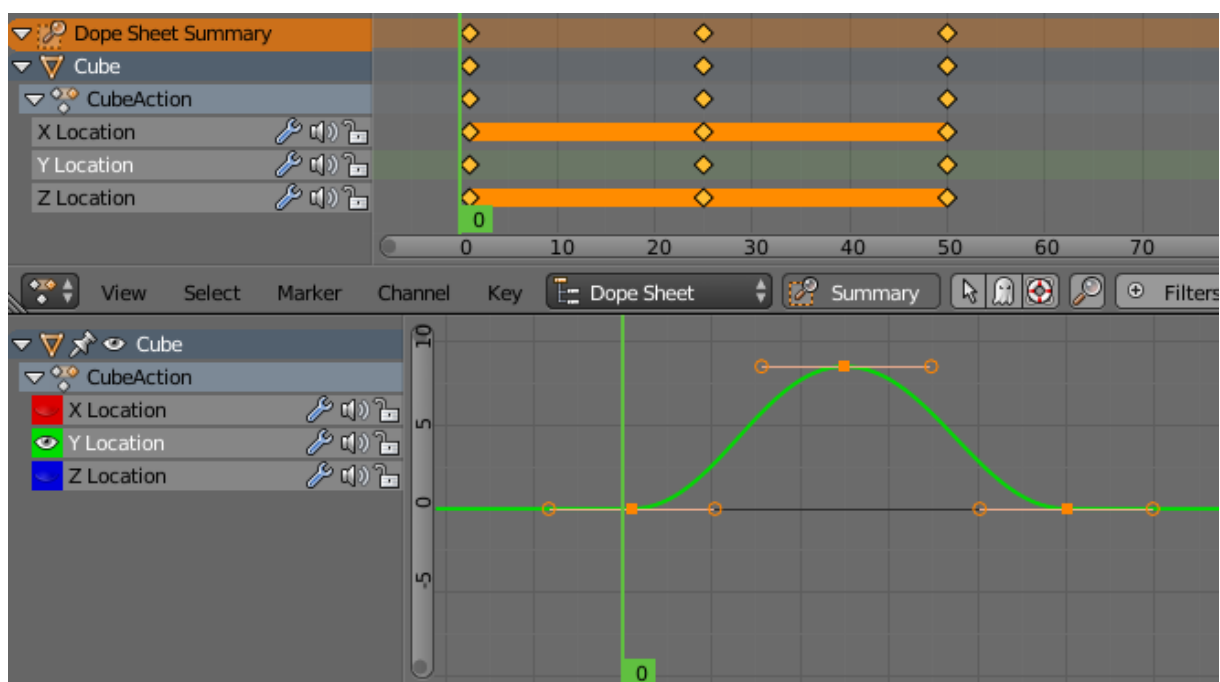 Dope Sheet Summary
Cube
CubeAction
X Location
Y Location
Z Location
0
0 10 20 30 40 50 60 70
View Select Marker Channel Key Dope Sheet Summary Filters
Cube
CubeAction
X Location
Y Location
Z Location
10
5
0
-5
0